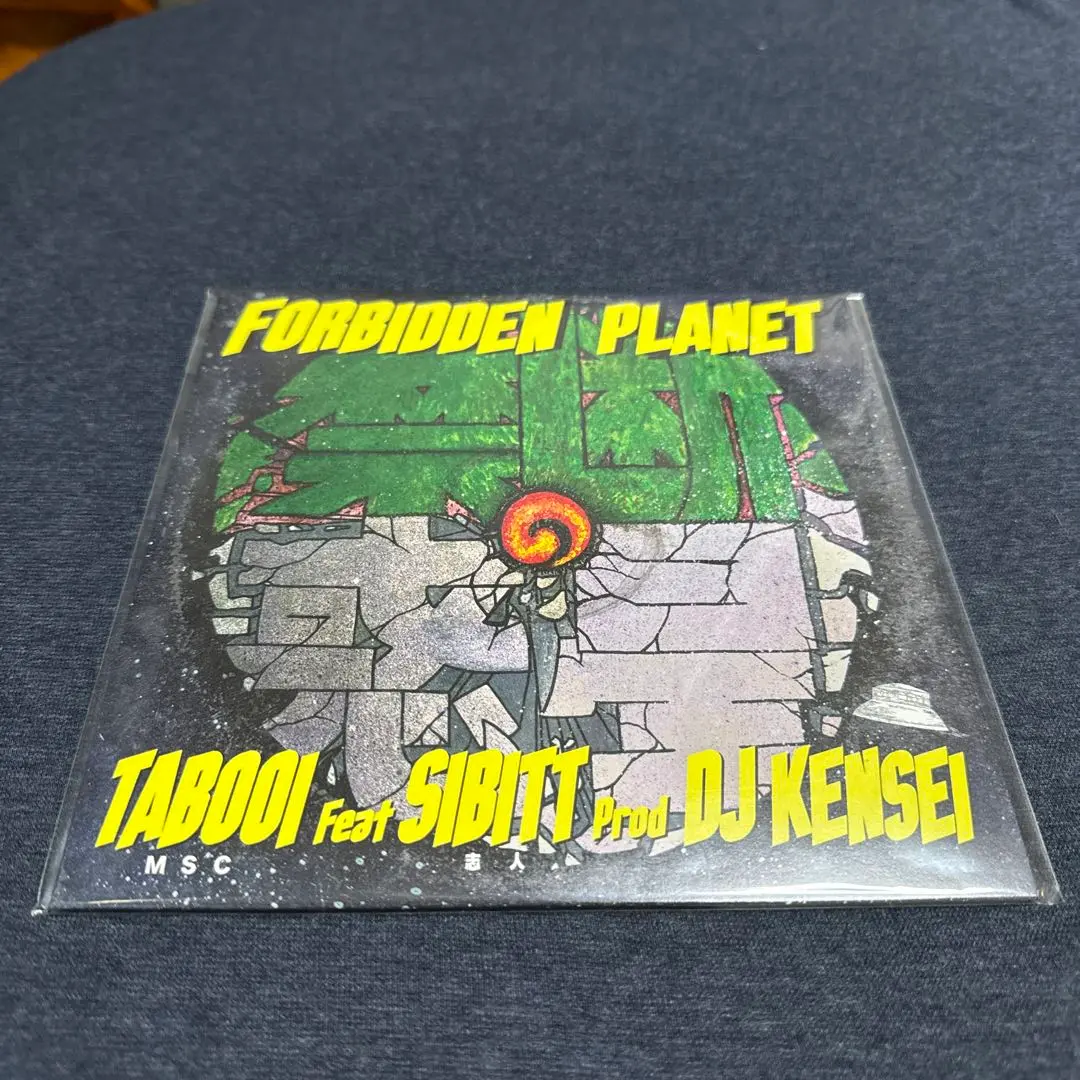 FORBIDDEN PLANET
TABOO1 Feat SIBITT Prod DJ KENSEI
MSC 志人